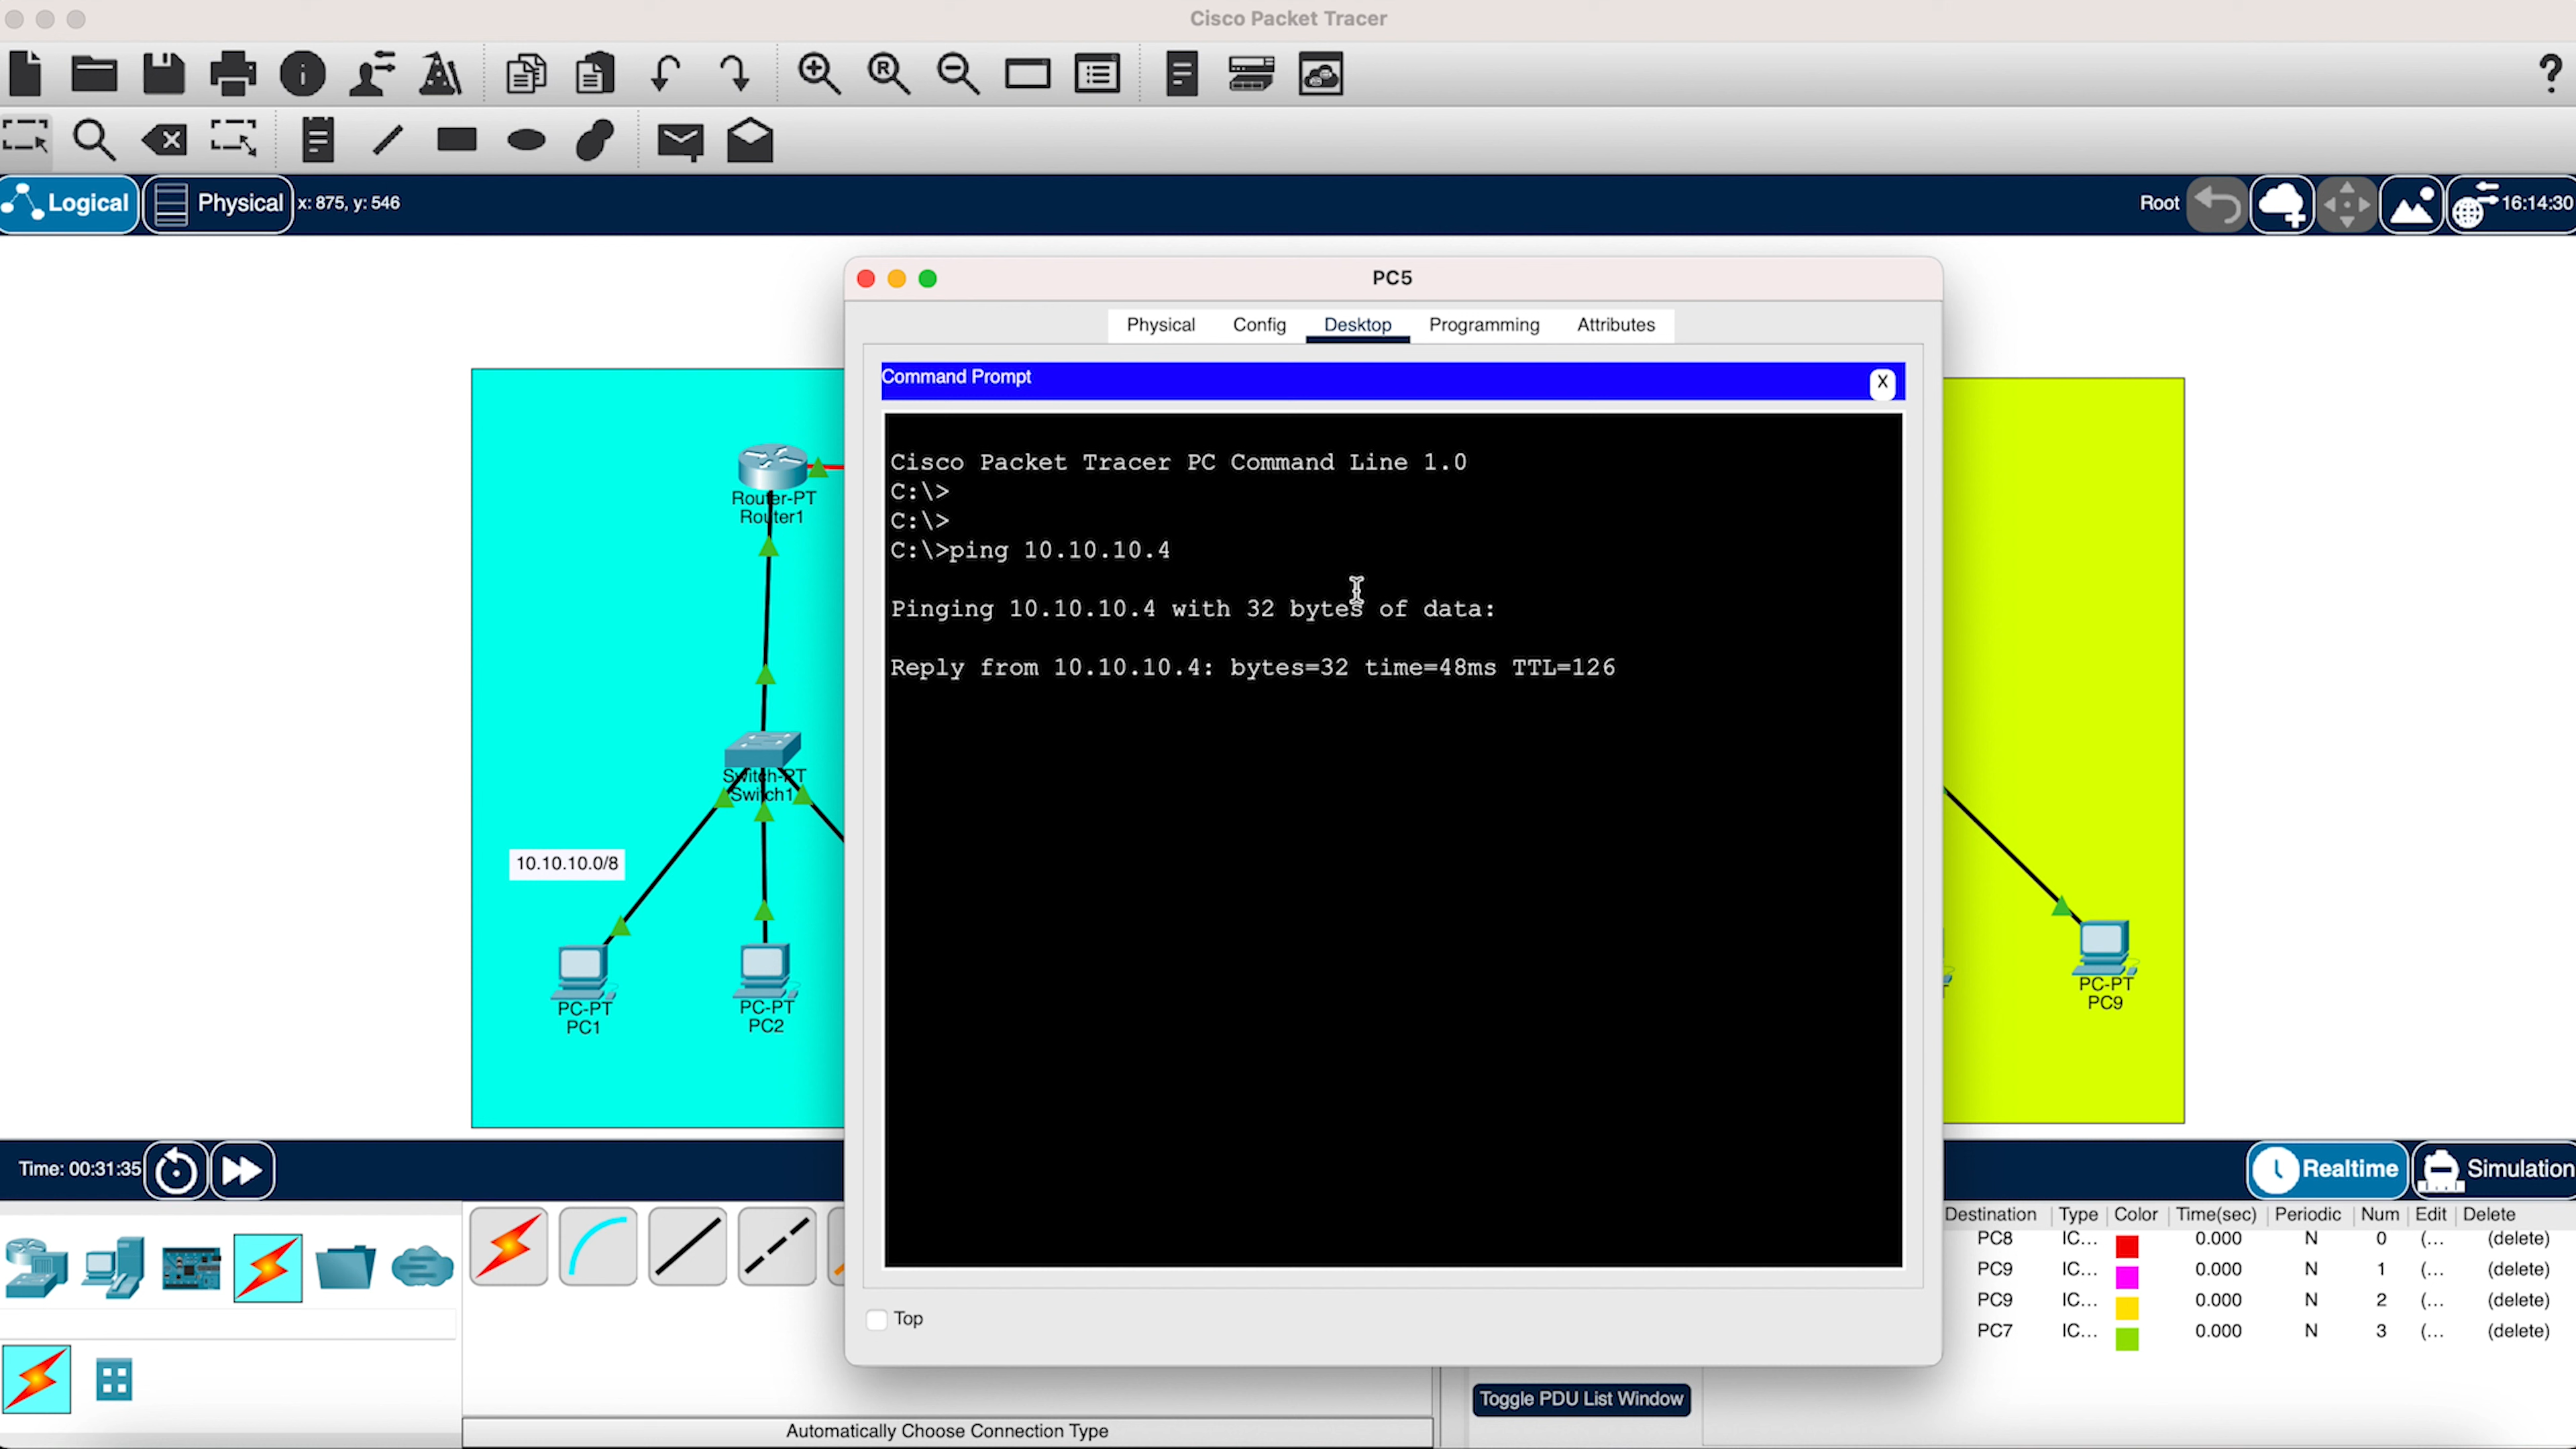 Cisco Packet Tracer
Logical
Physical
x: 875, y: 546
Root
16:14:30
PC5
Physical Config Desktop Programming Attributes
Command Prompt
X
Cisco Packet Tracer PC Command Line 1.0
C:\>
C:\>
C:\>ping 10.10.10.4
Pinging 10.10.10.4 with 32 bytes of data:
Reply from 10.10.10.4: bytes=32 time=48ms TTL=126
Router-PT
Router1
Switch-PT
Switch1
10.10.10.0/8
PC-PT
PC1
PC-PT
PC2
PC-PT
PC9
Top
Time: 00:31:35
Realtime
Simulation
Destination Type Color Time(sec) Periodic Num Edit Delete
PC8 IC... 0.000 N 0 (... (delete)
PC9 IC... 0.000 N 1 (... (delete)
PC9 IC... 0.000 N 2 (... (delete)
PC7 IC... 0.000 N 3 (... (delete)
Toggle PDU List Window
Automatically Choose Connection Type